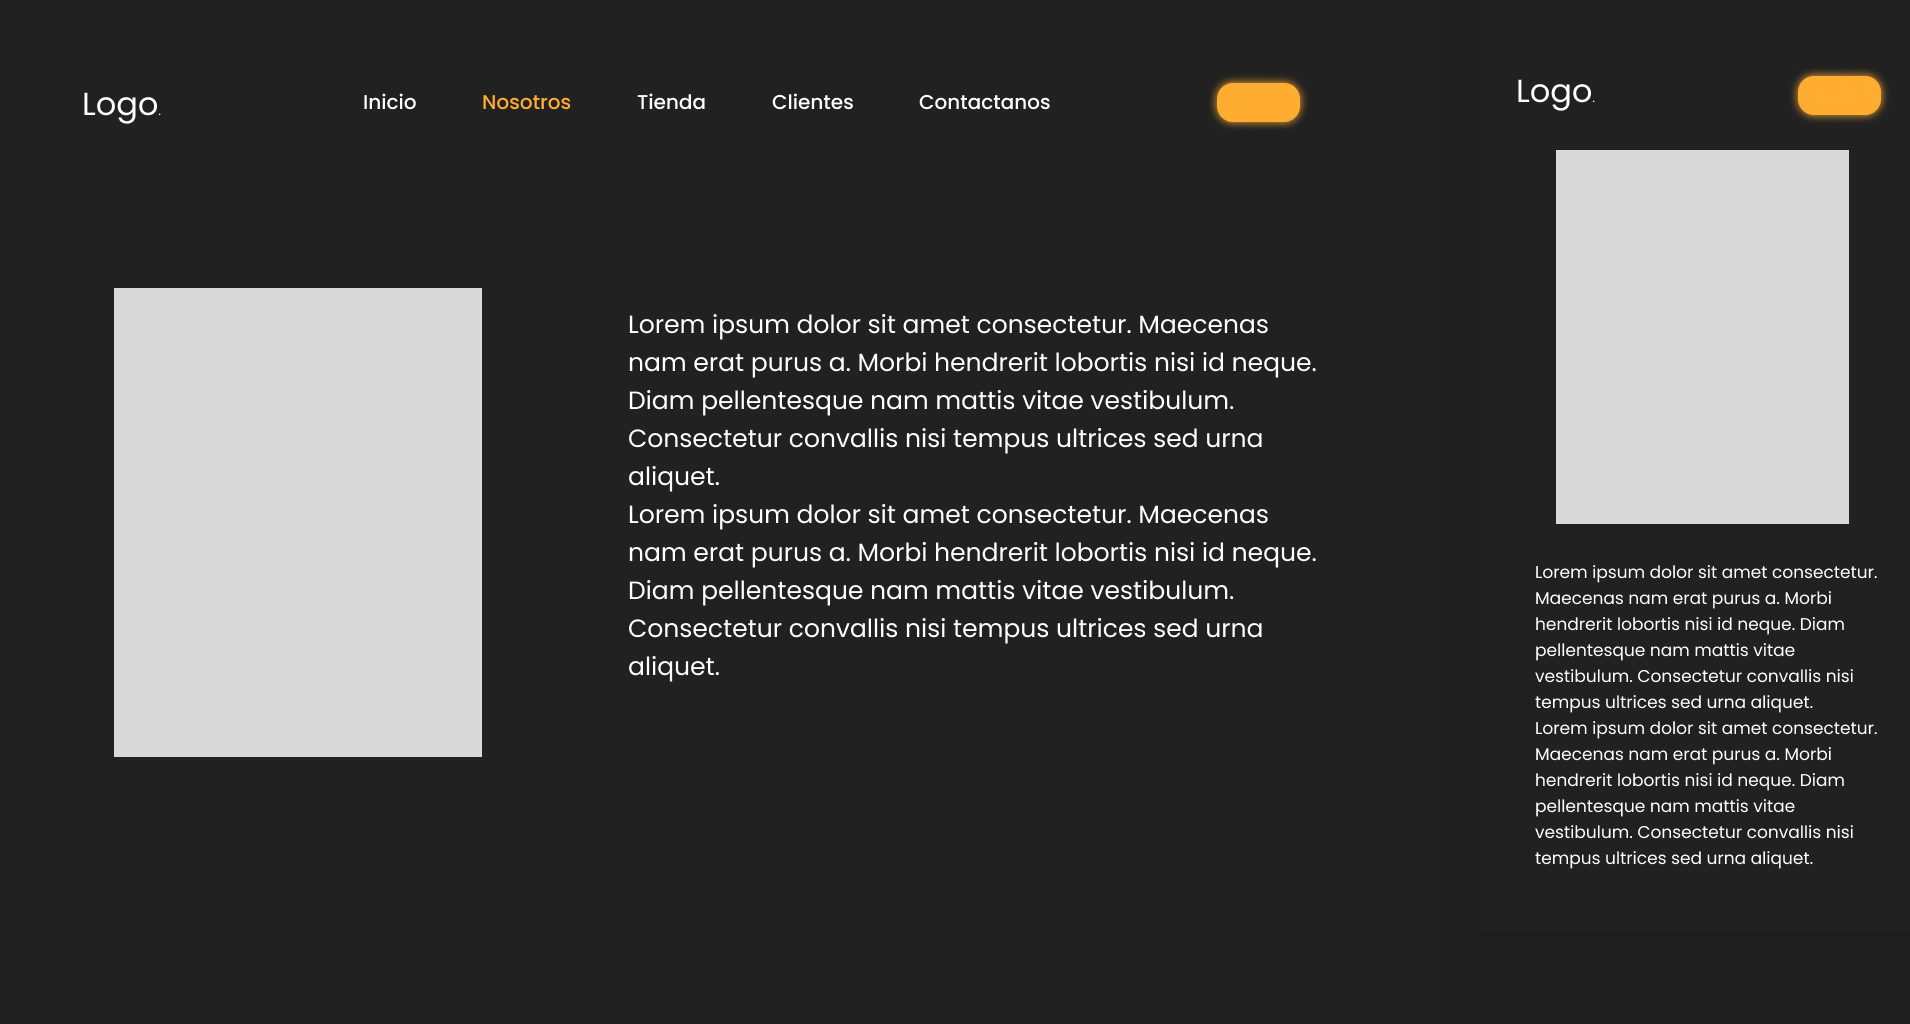 Logo.
Inicio Nosotros Tienda Clientes Contactanos
Lorem ipsum dolor sit amet consectetur. Maecenas
nam erat purus a. Morbi hendrerit lobortis nisi id neque.
Diam pellentesque nam mattis vitae vestibulum.
Consectetur convallis nisi tempus ultrices sed urna
aliquet.
Lorem ipsum dolor sit amet consectetur. Maecenas
nam erat purus a. Morbi hendrerit lobortis nisi id neque.
Diam pellentesque nam mattis vitae vestibulum.
Consectetur convallis nisi tempus ultrices sed urna
aliquet.
Logo.
Lorem ipsum dolor sit amet consectetur.
Maecenas nam erat purus a. Morbi
hendrerit lobortis nisi id neque. Diam
pellentesque nam mattis vitae
vestibulum. Consectetur convallis nisi
tempus ultrices sed urna aliquet.
Lorem ipsum dolor sit amet consectetur.
Maecenas nam erat purus a. Morbi
hendrerit lobortis nisi id neque. Diam
pellentesque nam mattis vitae
vestibulum. Consectetur convallis nisi
tempus ultrices sed urna aliquet.